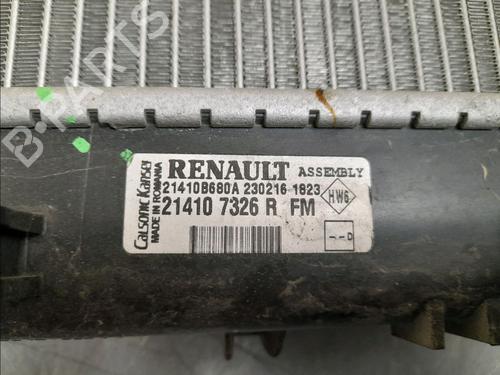 B-PARTS
RENAULT ASSEMBLY
21410B680A 230216 1823
21410 7326 R FM
HW6
--D
Calsonic Kansei
MADE IN ROMANIA